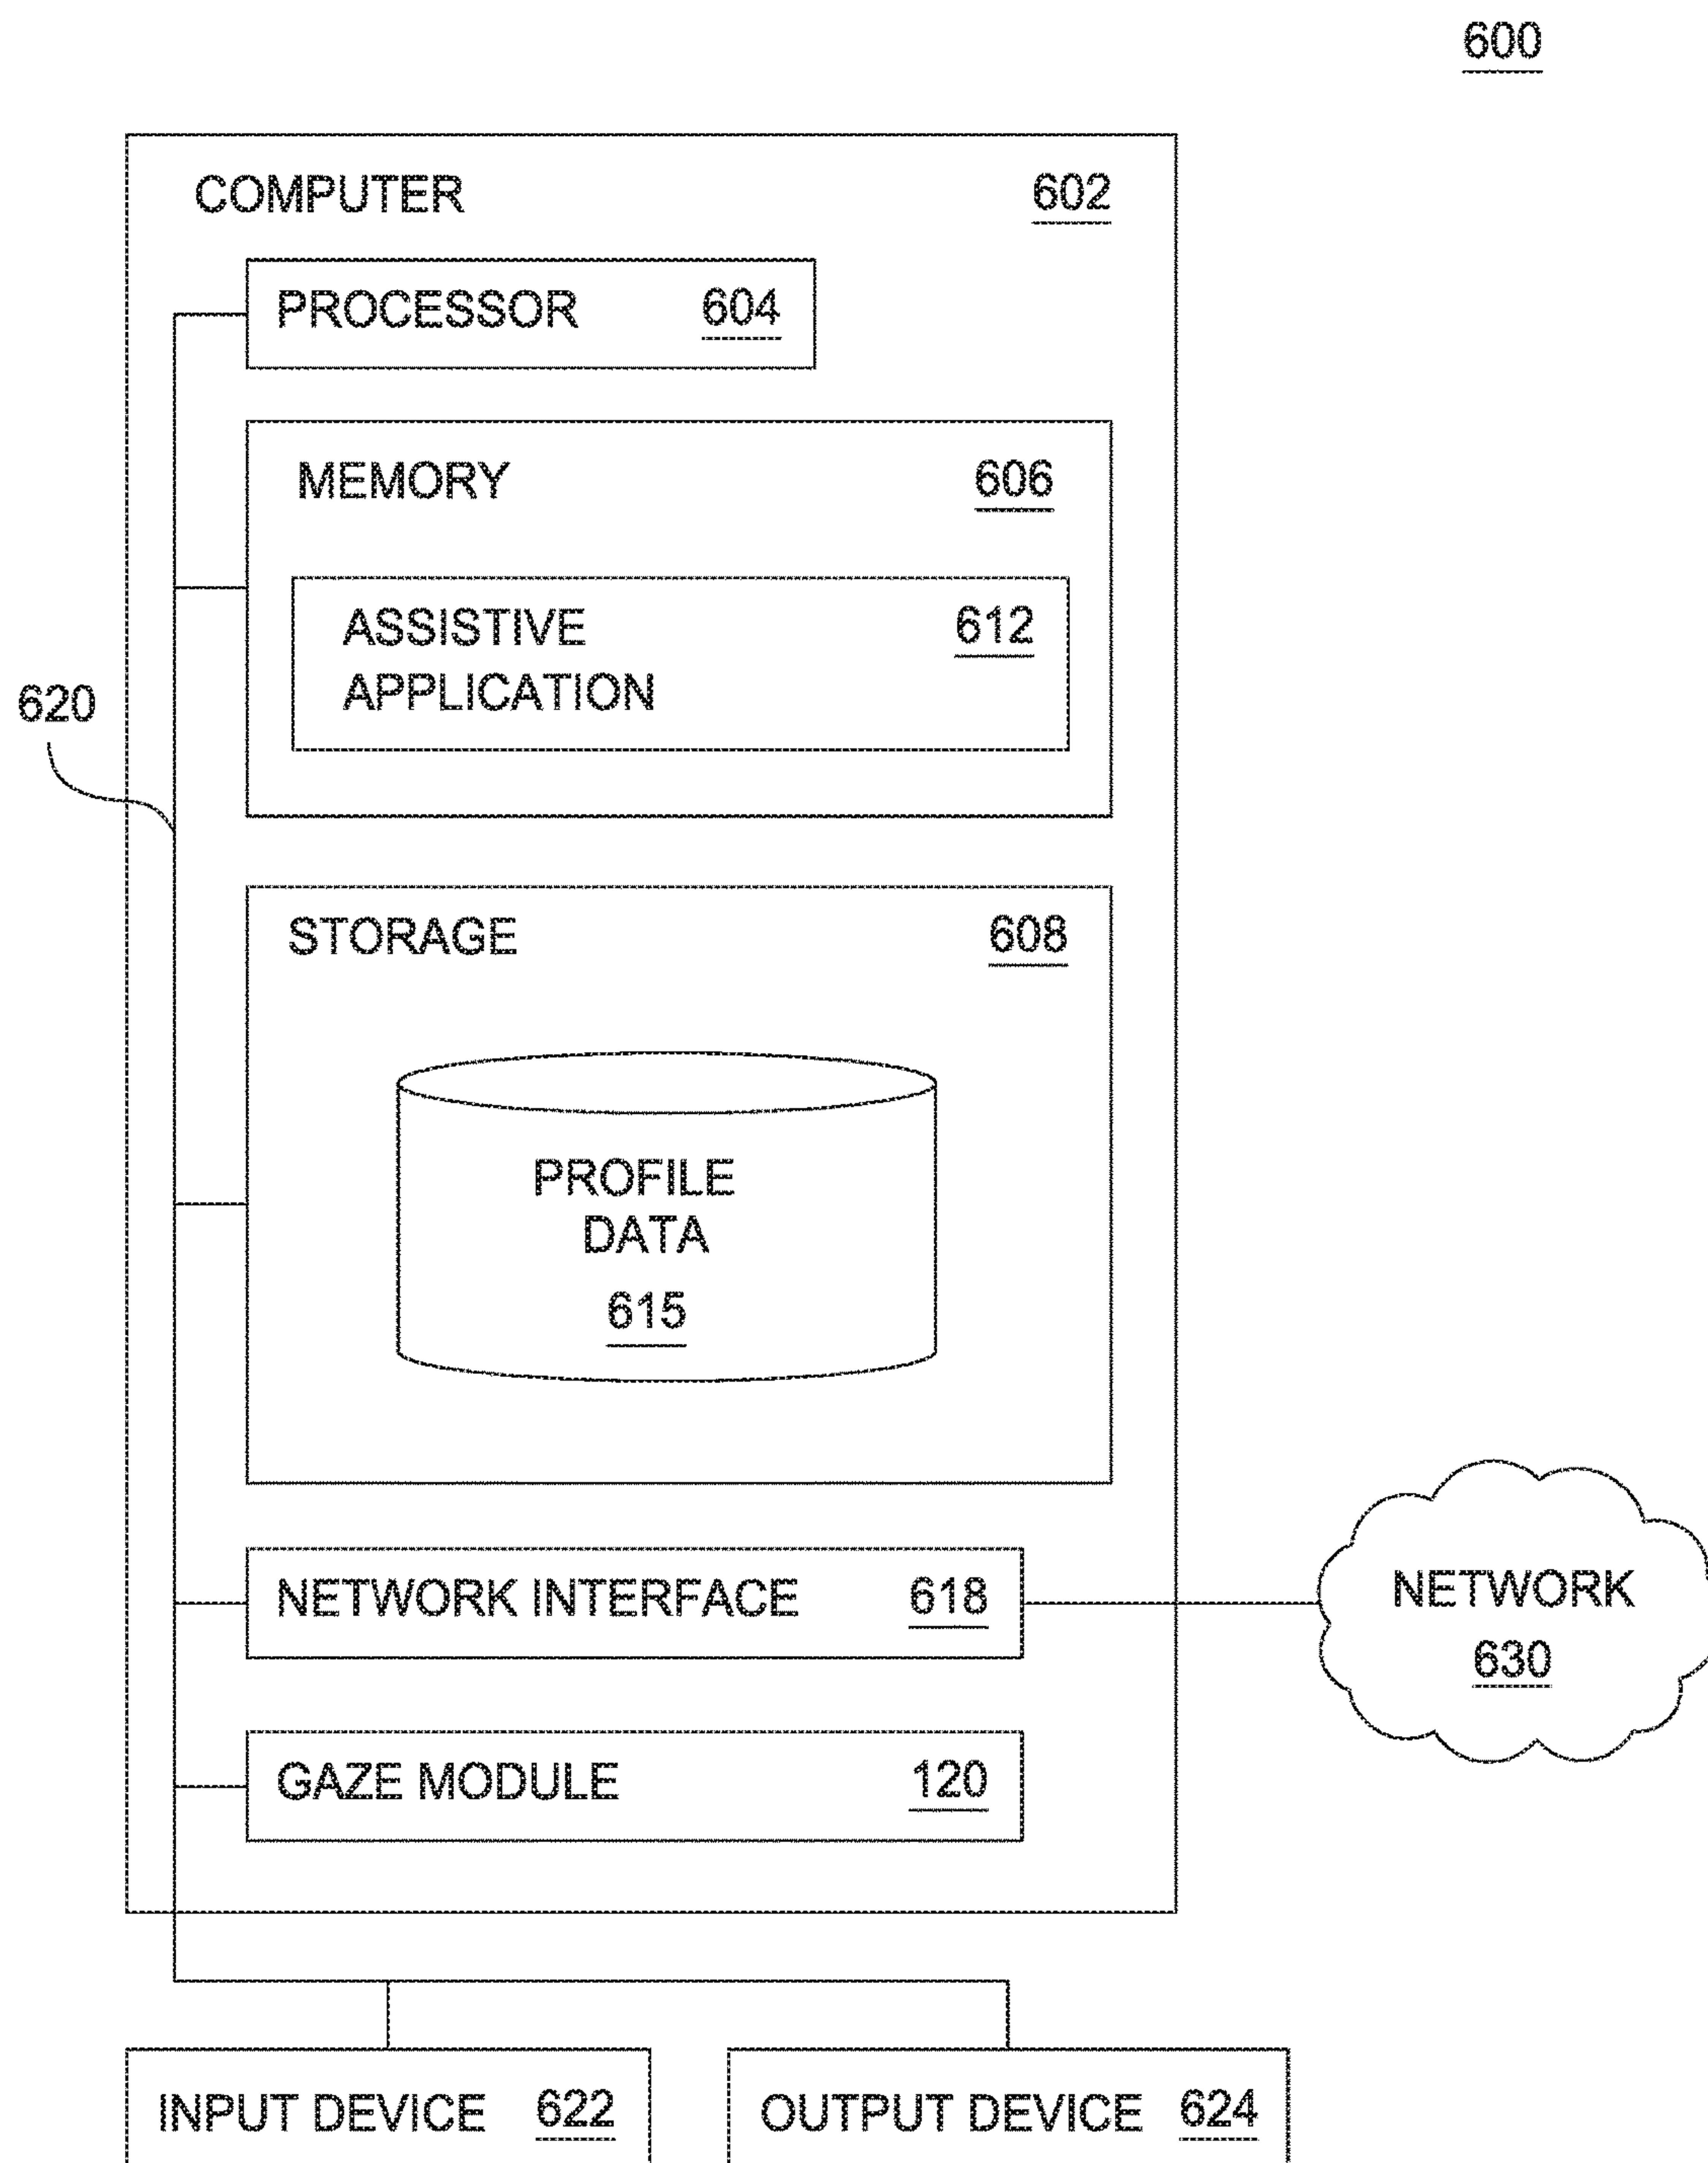 600
COMPUTER 602
PROCESSOR 604
MEMORY 606
ASSISTIVE 612
APPLICATION
620
STORAGE 608
PROFILE
DATA
615
NETWORK INTERFACE 618
NETWORK
630
GAZE MODULE 120
INPUT DEVICE 622
OUTPUT DEVICE 624